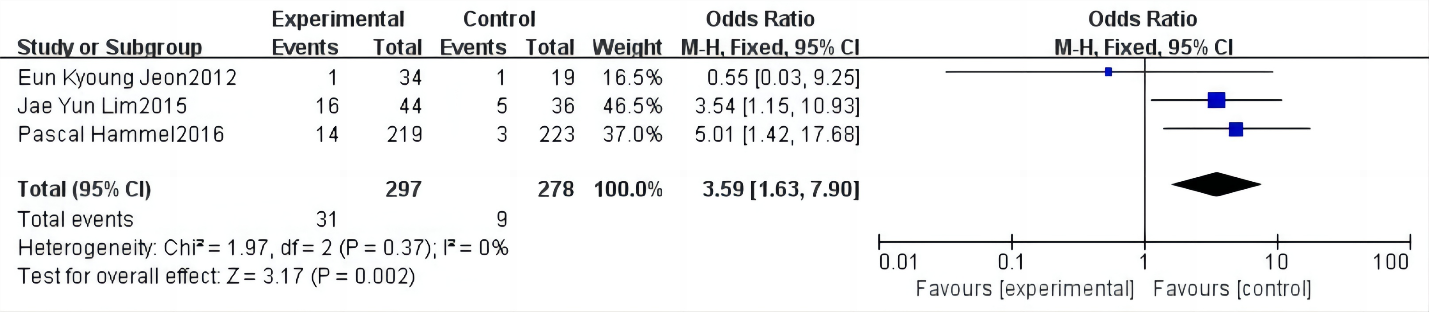 Experimental Control Odds Ratio Odds Ratio
Study or Subgroup Events Total Events Total Weight M-H, Fixed, 95% CI M-H, Fixed, 95% CI
Eun Kyoung Jeon2012 1 34 1 19 16.5% 0.55 [0.03, 9.25]
Jae Yun Lim2015 16 44 5 36 46.5% 3.54 [1.15, 10.93]
Pascal Hammel2016 14 219 3 223 37.0% 5.01 [1.42, 17.68]
Total (95% CI) 297 278 100.0% 3.59 [1.63, 7.90]
Total events 31 9
Heterogeneity: Chi² = 1.97, df = 2 (P = 0.37); I² = 0%
Test for overall effect: Z = 3.17 (P = 0.002)
0.01 0.1 1 10 100
Favours [experimental] Favours [control]